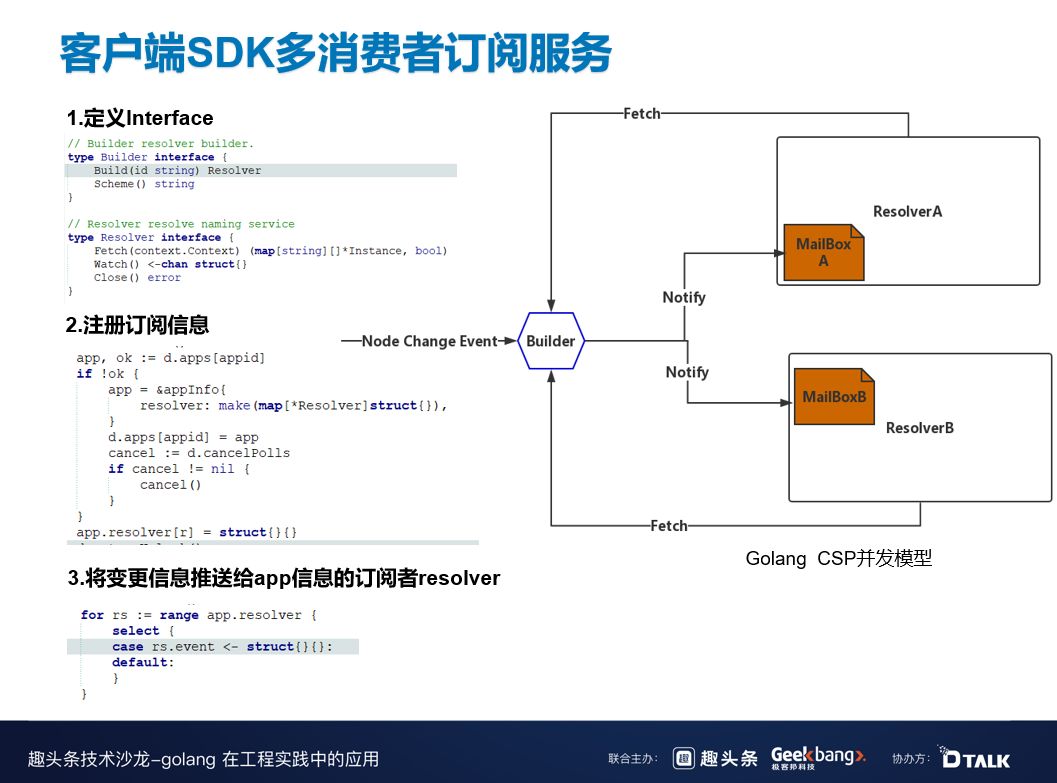 客户端SDK多消费者订阅服务
1.定义Interface
// Builder resolver builder.
type Builder interface {
Build(id string) Resolver
Scheme() string
}
// Resolver resolve naming service
type Resolver interface {
Fetch(context.Context) (map[string][]*Instance, bool)
Watch() <-chan struct{}
Close() error
}
2.注册订阅信息
app, ok := d.apps[appid]
if !ok {
app = &appInfo{
resolver: make(map[*Resolver]struct{}),
}
d.apps[appid] = app
cancel := d.cancelPolls
if cancel != nil {
cancel()
}
}
app.resolver[r] = struct{}{}
3.将变更信息推送给app信息的订阅者resolver
for rs := range app.resolver {
select {
case rs.event <- struct{}{}:
default:
}
}
Fetch
ResolverA
MailBox
A
Notify
Node Change Event
Builder
Notify
MailBoxB
ResolverB
Fetch
Golang CSP并发模型
趣头条技术沙龙-golang 在工程实践中的应用
联合主办:
趣
趣头条
Geekbang>.
极客邦科技
协办方:
DTALK